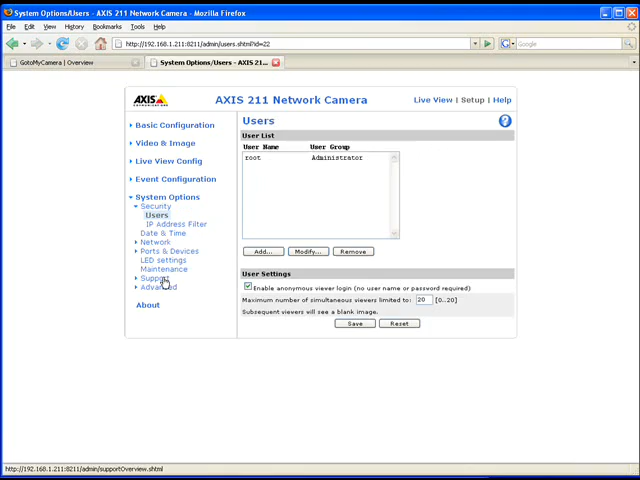 System Options/Users - AXIS 211 Network Camera - Mozilla Firefox
File Edit View History Bookmarks Tools Help
http://192.168.1.211:8211/admin/users.shtml?id=22
Google
GotoMyCamera | Overview
System Options/Users - AXIS 21...
AXIS
AXIS 211 Network Camera
Live View | Setup | Help
Basic Configuration
Video & Image
Live View Config
Event Configuration
System Options
Security
Users
IP Address Filter
Date & Time
Network
Ports & Devices
LED settings
Maintenance
Support
Advanced
About
Users
User List
User Name User Group
root Administrator
Add... Modify... Remove
User Settings
Enable anonymous viewer login (no user name or password required)
Maximum number of simultaneous viewers limited to: 20 [0..20]
Subsequent viewers will see a blank image.
Save Reset
http://192.168.1.211:8211/admin/supportOverview.shtml